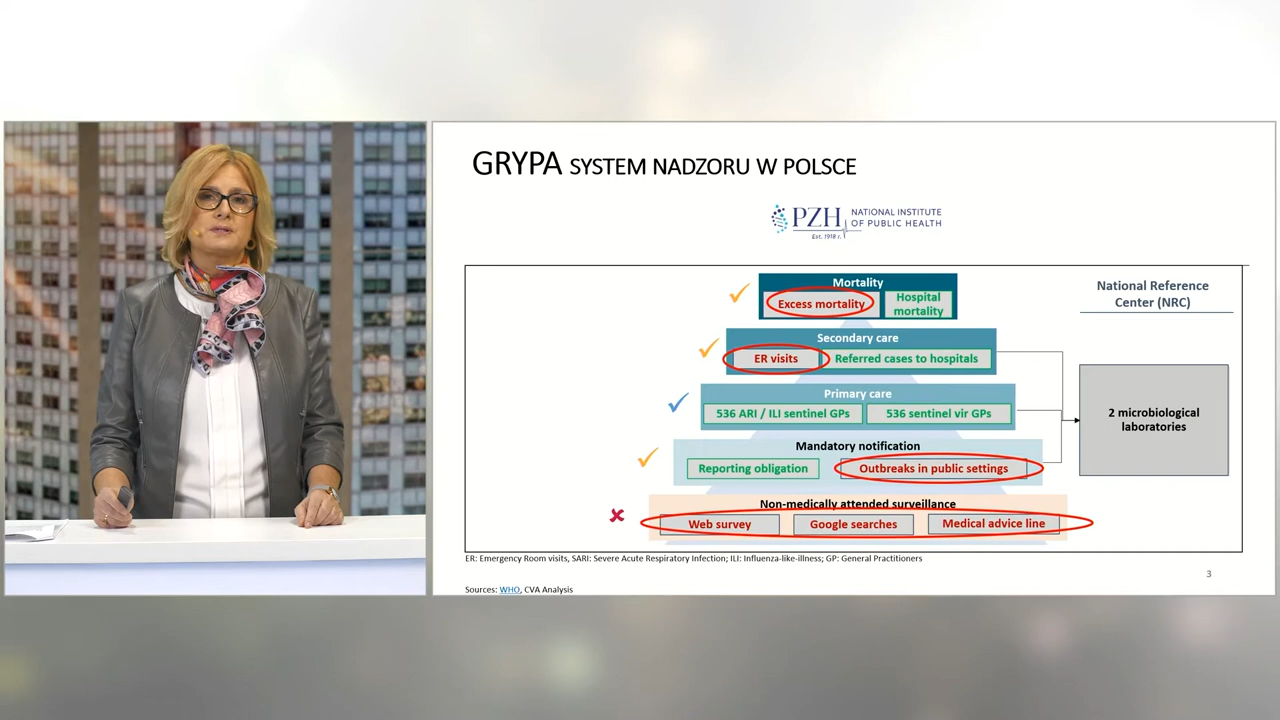 GRYPA SYSTEM NADZORU W POLSCE
PZH
Est. 1918 r.
NATIONAL INSTITUTE
OF PUBLIC HEALTH
Mortality
Excess mortality
Hospital
mortality
Secondary care
ER visits
Referred cases to hospitals
Primary care
536 ARI / ILI sentinel GPs
536 sentinel vir GPs
Mandatory notification
Reporting obligation
Outbreaks in public settings
Non-medically attended surveillance
Web survey
Google searches
Medical advice line
National Reference
Center (NRC)
2 microbiological
laboratories
ER: Emergency Room visits, SARI: Severe Acute Respiratory Infection; ILI: Influenza-like-illness; GP: General Practitioners
3
Sources: WHO, CVA Analysis